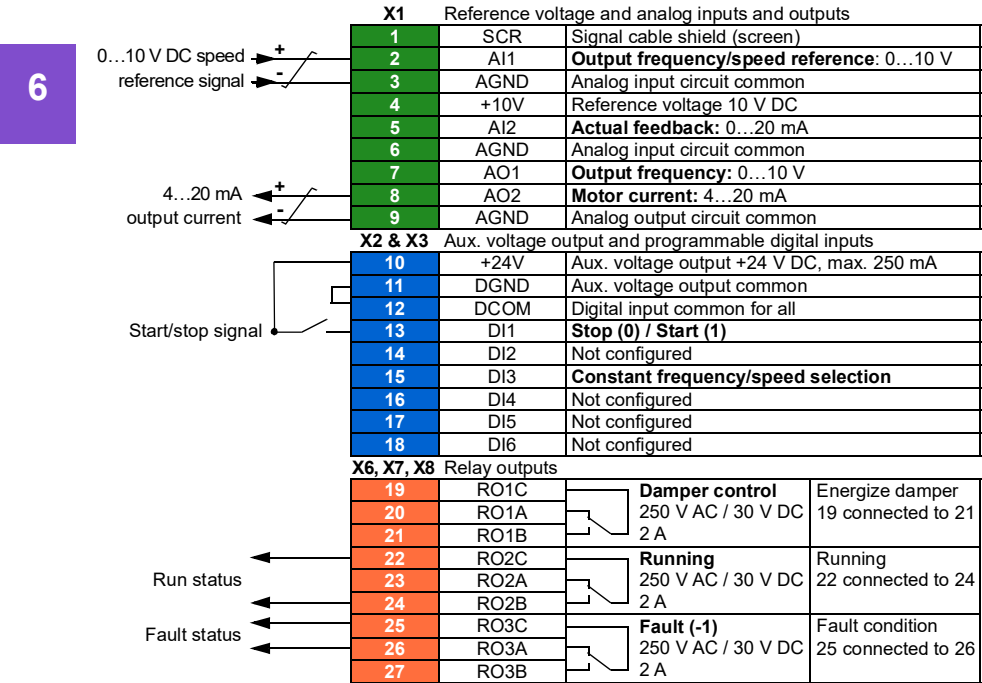 6
X1 Reference voltage and analog inputs and outputs
1 SCR Signal cable shield (screen)
0…10 V DC speed + 2 AI1 Output frequency/speed reference: 0…10 V
reference signal - 3 AGND Analog input circuit common
4 +10V Reference voltage 10 V DC
5 AI2 Actual feedback: 0…20 mA
6 AGND Analog input circuit common
7 AO1 Output frequency: 0…10 V
4…20 mA + 8 AO2 Motor current: 4…20 mA
output current - 9 AGND Analog output circuit common
X2 & X3 Aux. voltage output and programmable digital inputs
10 +24V Aux. voltage output +24 V DC, max. 250 mA
11 DGND Aux. voltage output common
12 DCOM Digital input common for all
Start/stop signal 13 DI1 Stop (0) / Start (1)
14 DI2 Not configured
15 DI3 Constant frequency/speed selection
16 DI4 Not configured
17 DI5 Not configured
18 DI6 Not configured
X6, X7, X8 Relay outputs
19 RO1C Damper control Energize damper
20 RO1A 250 V AC / 30 V DC 19 connected to 21
21 RO1B 2 A
22 RO2C Running Running
Run status 23 RO2A 250 V AC / 30 V DC 22 connected to 24
24 RO2B 2 A
25 RO3C Fault (-1) Fault condition
Fault status 26 RO3A 250 V AC / 30 V DC 25 connected to 26
27 RO3B 2 A